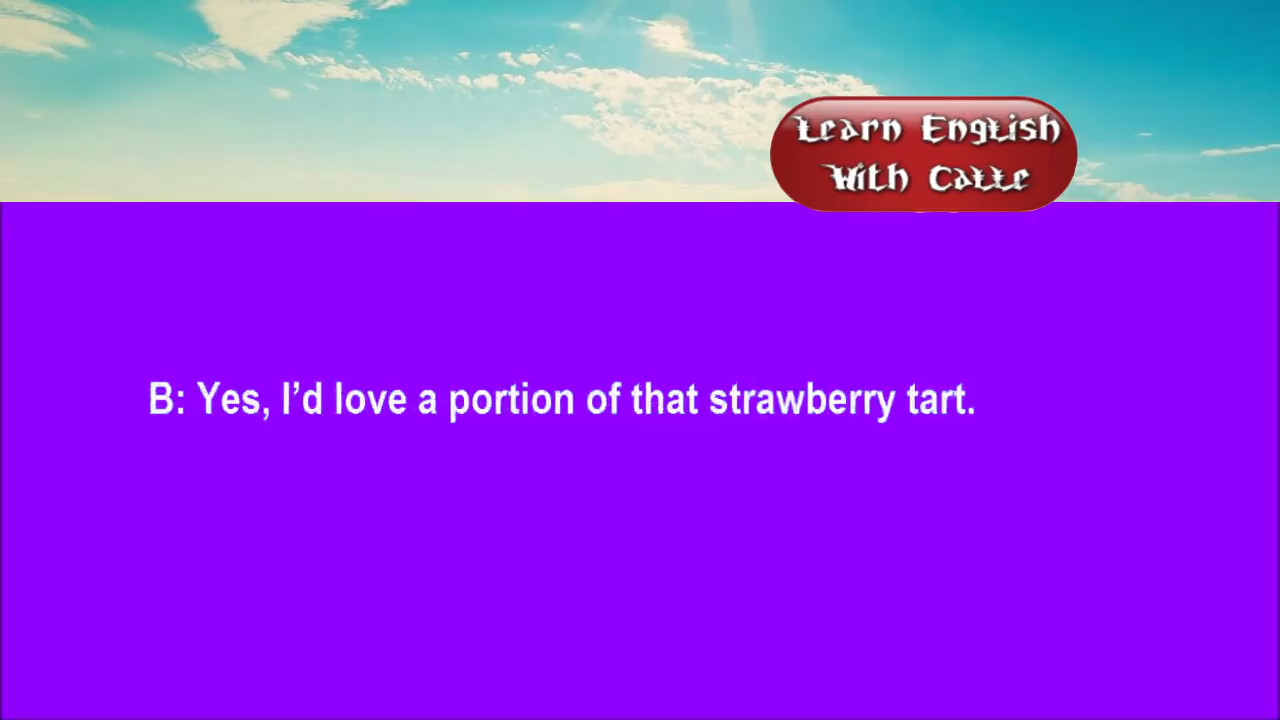 Learn English
With Catte
B: Yes, I’d love a portion of that strawberry tart.